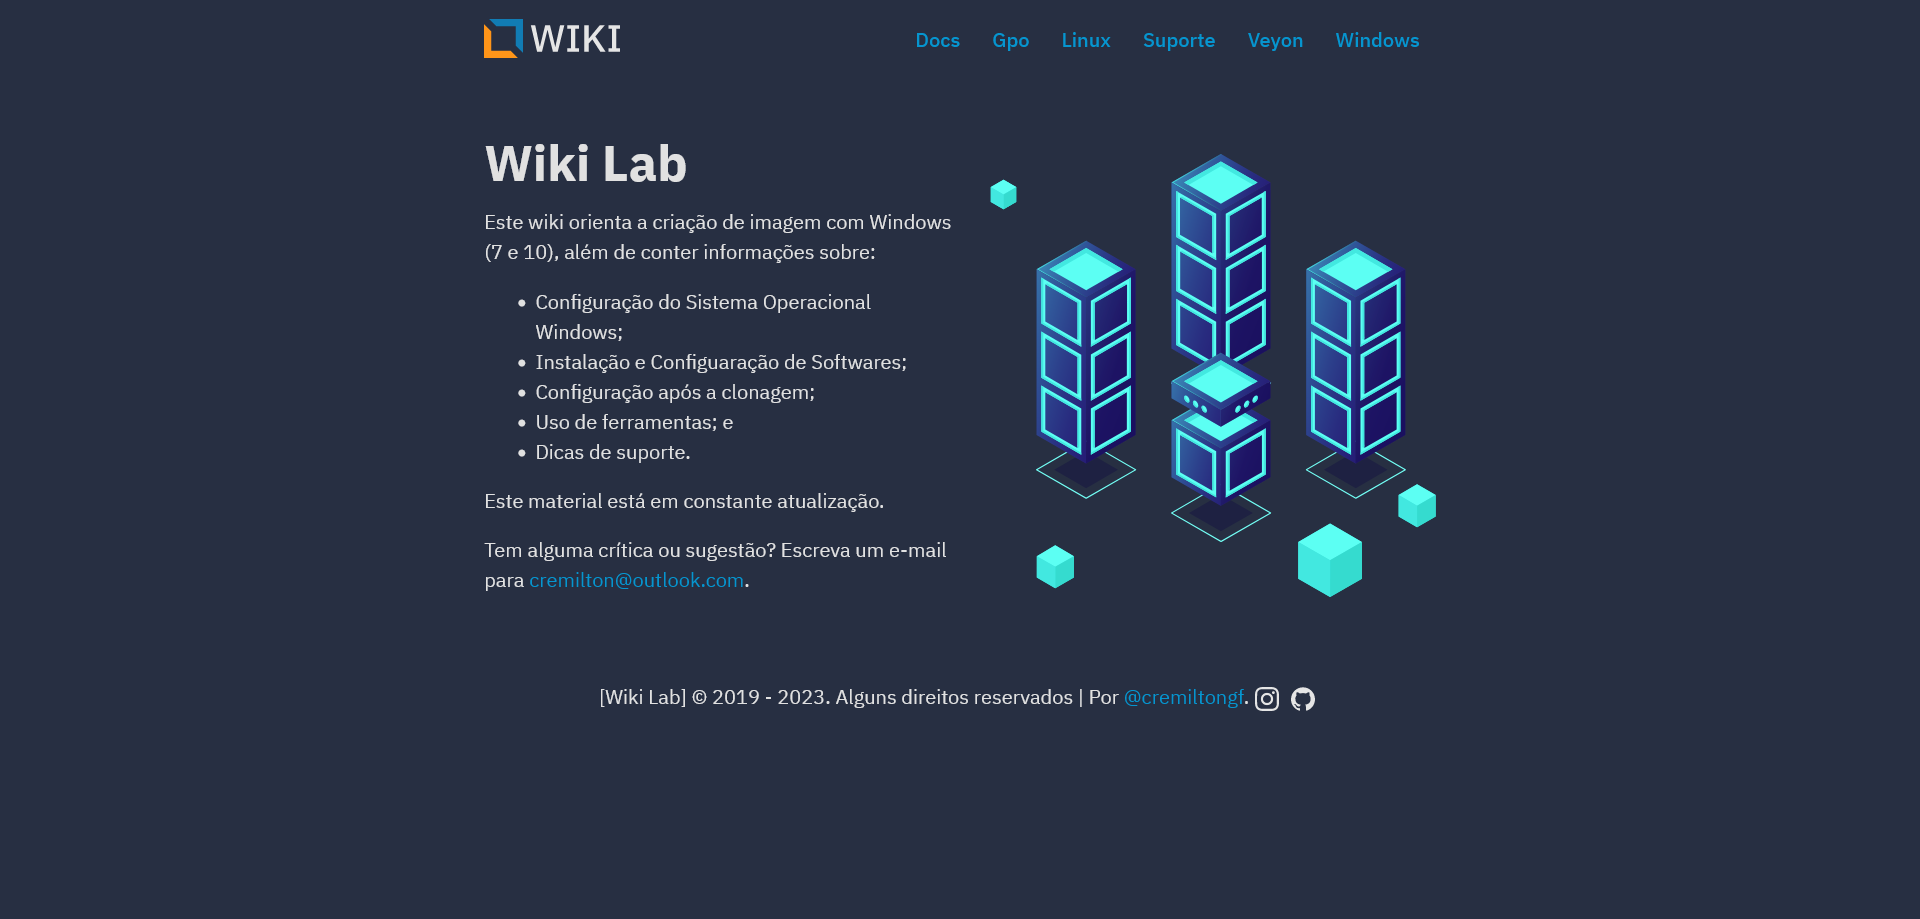 WIKI
Docs Gpo Linux Suporte Veyon Windows
Wiki Lab
Este wiki orienta a criação de imagem com Windows
(7 e 10), além de conter informações sobre:
• Configuração do Sistema Operacional
Windows;
• Instalação e Configuaração de Softwares;
• Configuração após a clonagem;
• Uso de ferramentas; e
• Dicas de suporte.
Este material está em constante atualização.
Tem alguma crítica ou sugestão? Escreva um e-mail
para cremilton@outlook.com.
[Wiki Lab] © 2019 - 2023. Alguns direitos reservados | Por @cremiltongf.